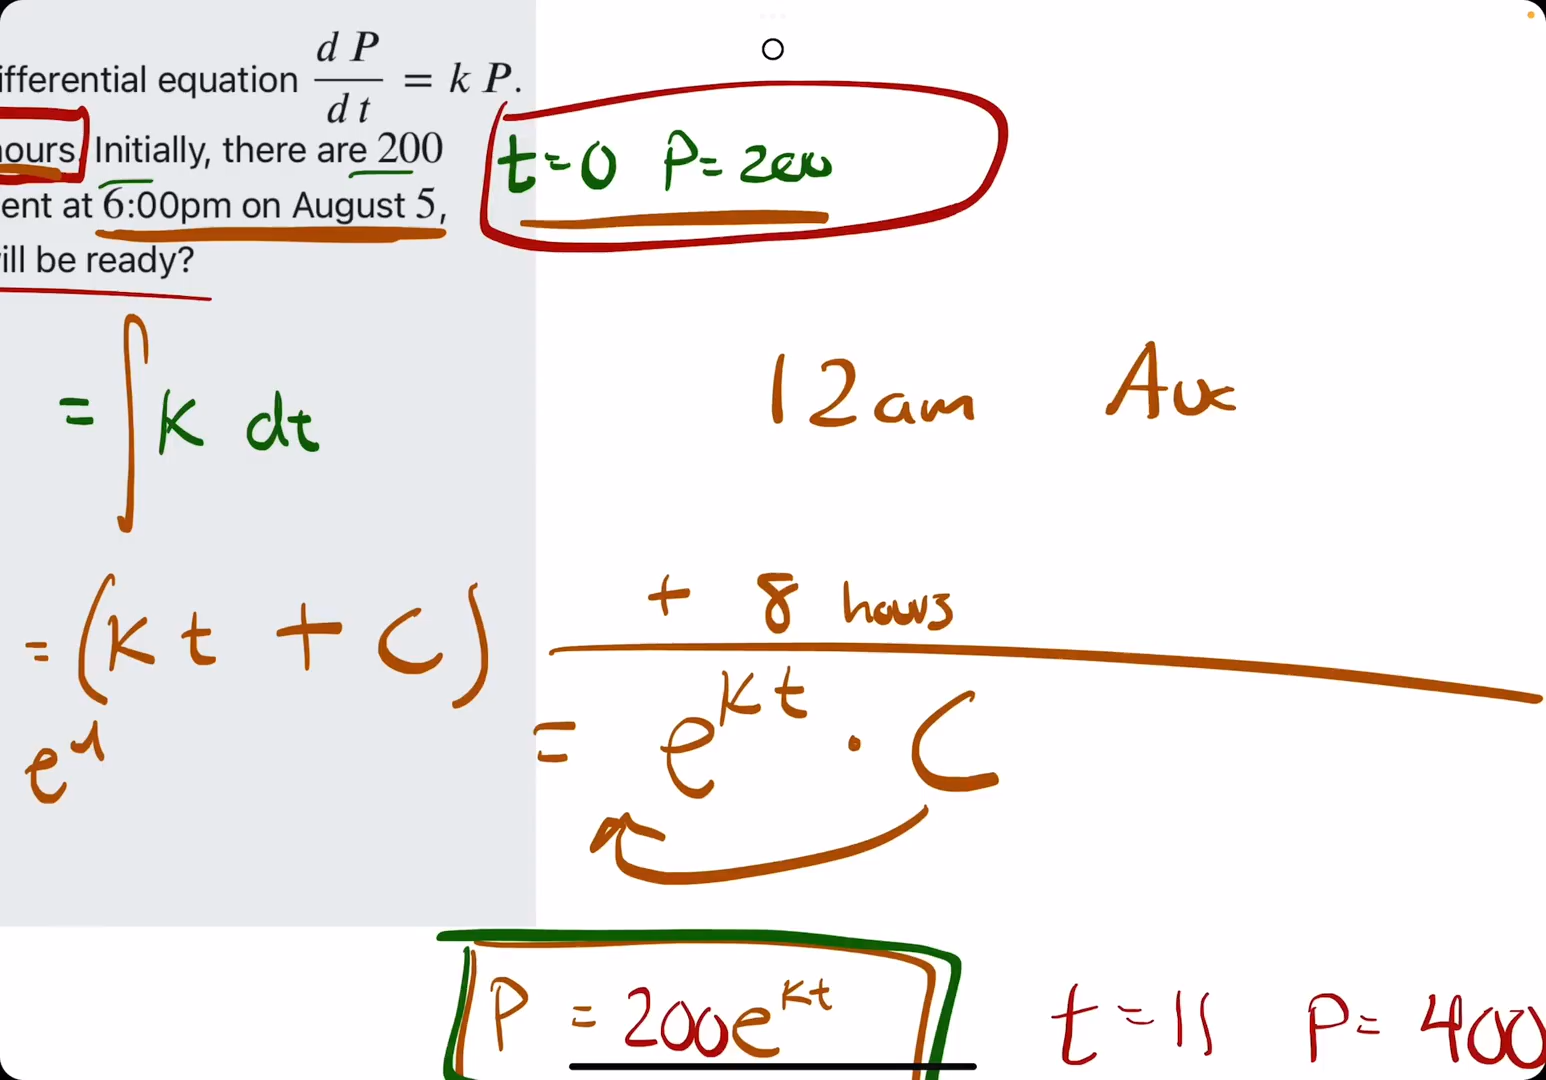 ifferential equation dP/dt = k P.
ours. Initially, there are 200
t=0 P=200
ent at 6:00pm on August 5,
ill be ready?
= ∫ k dt
12am Aug
+ 8 hours
= (kt + C)
= e^{kt} · C
e^1
P = 200e^{kt}
t=11 P=400